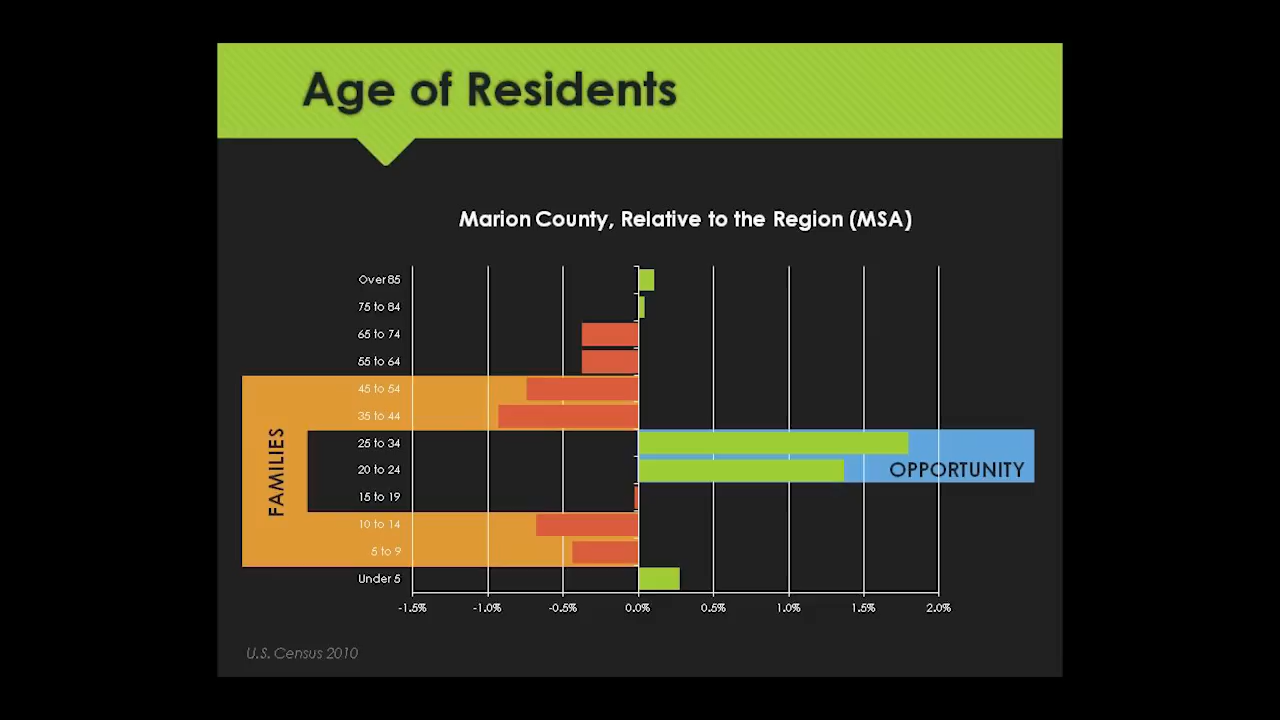 Age of Residents
Marion County, Relative to the Region (MSA)
Over 85
75 to 84
65 to 74
55 to 64
45 to 54
35 to 44
25 to 34
20 to 24
15 to 19
10 to 14
5 to 9
Under 5
FAMILIES
OPPORTUNITY
-1.5% -1.0% -0.5% 0.0% 0.5% 1.0% 1.5% 2.0%
U.S. Census 2010